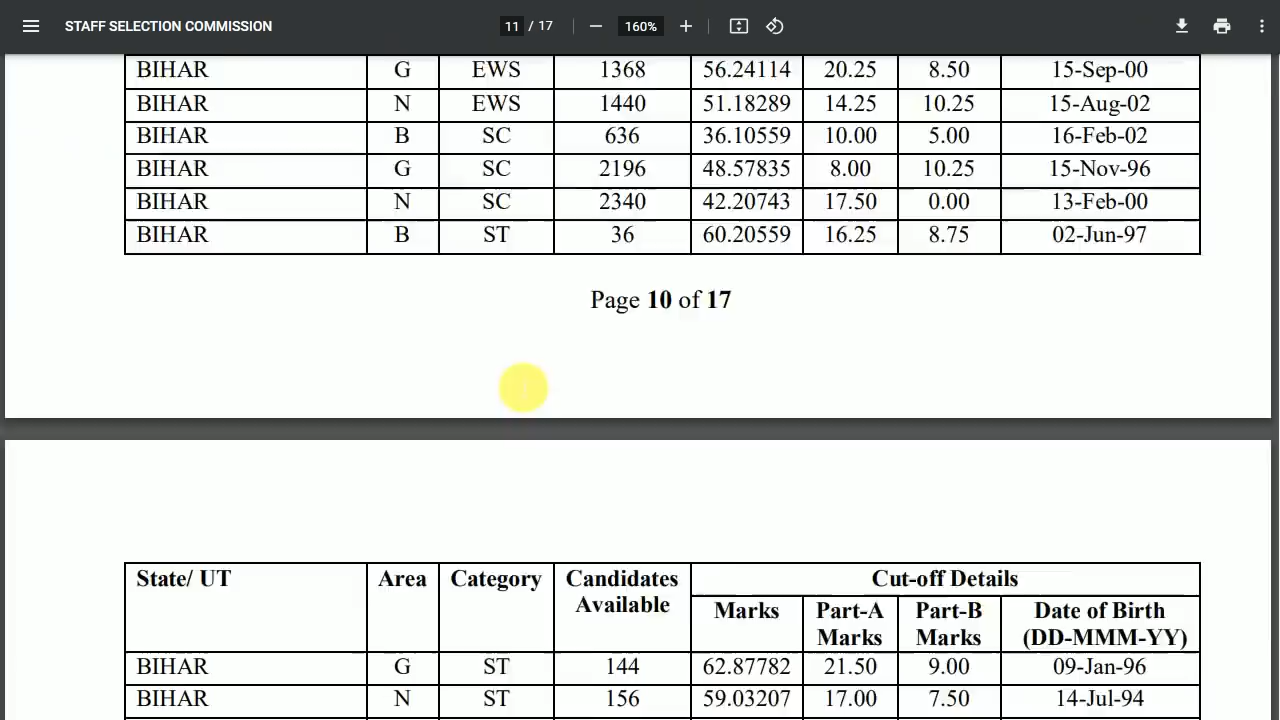 STAFF SELECTION COMMISSION 11 / 17 160%
BIHAR G EWS 1368 56.24114 20.25 8.50 15-Sep-00
BIHAR N EWS 1440 51.18289 14.25 10.25 15-Aug-02
BIHAR B SC 636 36.10559 10.00 5.00 16-Feb-02
BIHAR G SC 2196 48.57835 8.00 10.25 15-Nov-96
BIHAR N SC 2340 42.20743 17.50 0.00 13-Feb-00
BIHAR B ST 36 60.20559 16.25 8.75 02-Jun-97
Page 10 of 17
State/ UT Area Category Candidates Available Cut-off Details
Marks Part-A Marks Part-B Marks Date of Birth (DD-MMM-YY)
BIHAR G ST 144 62.87782 21.50 9.00 09-Jan-96
BIHAR N ST 156 59.03207 17.00 7.50 14-Jul-94